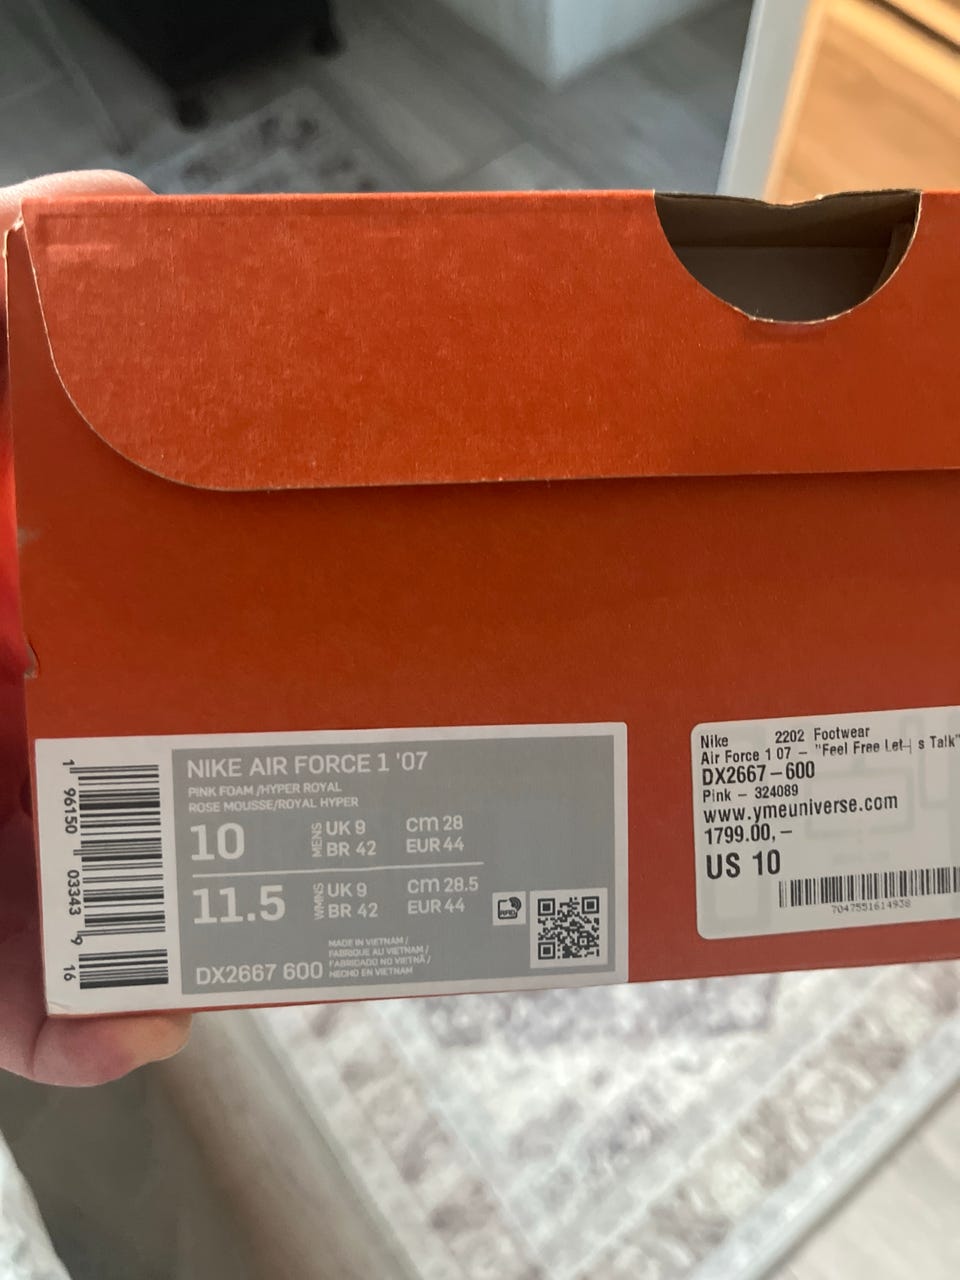 NIKE AIR FORCE 1 '07
PINK FOAM /HYPER ROYAL
ROSE MOUSSE/ROYAL HYPER
10 MENS UK 9 cm 28
BR 42 EUR 44
11.5 WMNS UK 9 cm 28.5
BR 42 EUR 44
RFID
MADE IN VIETNAM /
FABRIQUE AU VIETNAM /
FABRICADO NO VIETNÃ /
HECHO EN VIETNAM
DX2667 600
1 96150 03343 9 16
Nike 2202 Footwear
Air Force 1 07 - "Feel Free Let┤ s Talk"
DX2667-600
Pink - 324089
www.ymeuniverse.com
1799.00,-
US 10
7047551614938